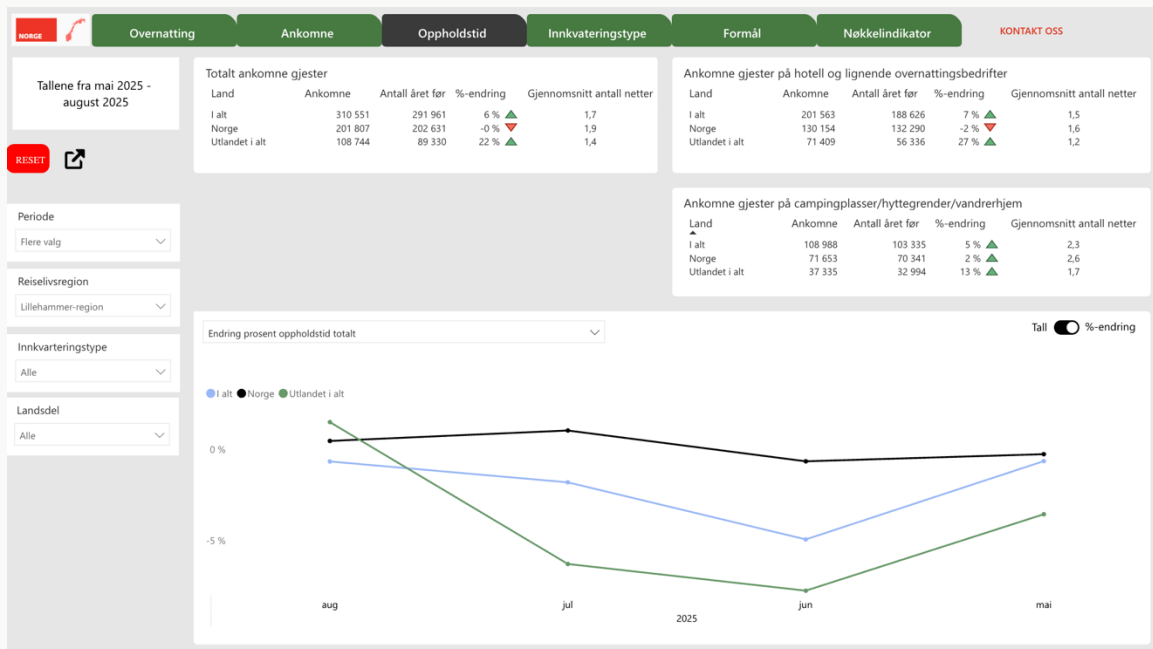 NORGE
Overnatting Ankomne Oppholdstid Innkvateringstype Formål Nøkkelindikator KONTAKT OSS
Tallene fra mai 2025 -
august 2025
RESET
Periode
Flere valg
Reiselivsregion
Lillehammer-region
Innkvarteringstype
Alle
Landsdel
Alle
Totalt ankomne gjester
Land Ankomne Antall året før %-endring Gjennomsnitt antall netter
I alt 310 551 291 961 6 % 1,7
Norge 201 807 202 631 -0 % 1,9
Utlandet i alt 108 744 89 330 22 % 1,4
Ankomne gjester på hotell og lignende overnattingsbedrifter
Land Ankomne Antall året før %-endring Gjennomsnitt antall netter
I alt 201 563 188 626 7 % 1,5
Norge 130 154 132 290 -2 % 1,6
Utlandet i alt 71 409 56 336 27 % 1,2
Ankomne gjester på campingplasser/hyttegrender/vandrerhjem
Land Ankomne Antall året før %-endring Gjennomsnitt antall netter
I alt 108 988 103 335 5 % 2,3
Norge 71 653 70 341 2 % 2,6
Utlandet i alt 37 335 32 994 13 % 1,7
Endring prosent oppholdstid totalt
Tall %-endring
I alt Norge Utlandet i alt
0 %
-5 %
aug jul jun mai
2025